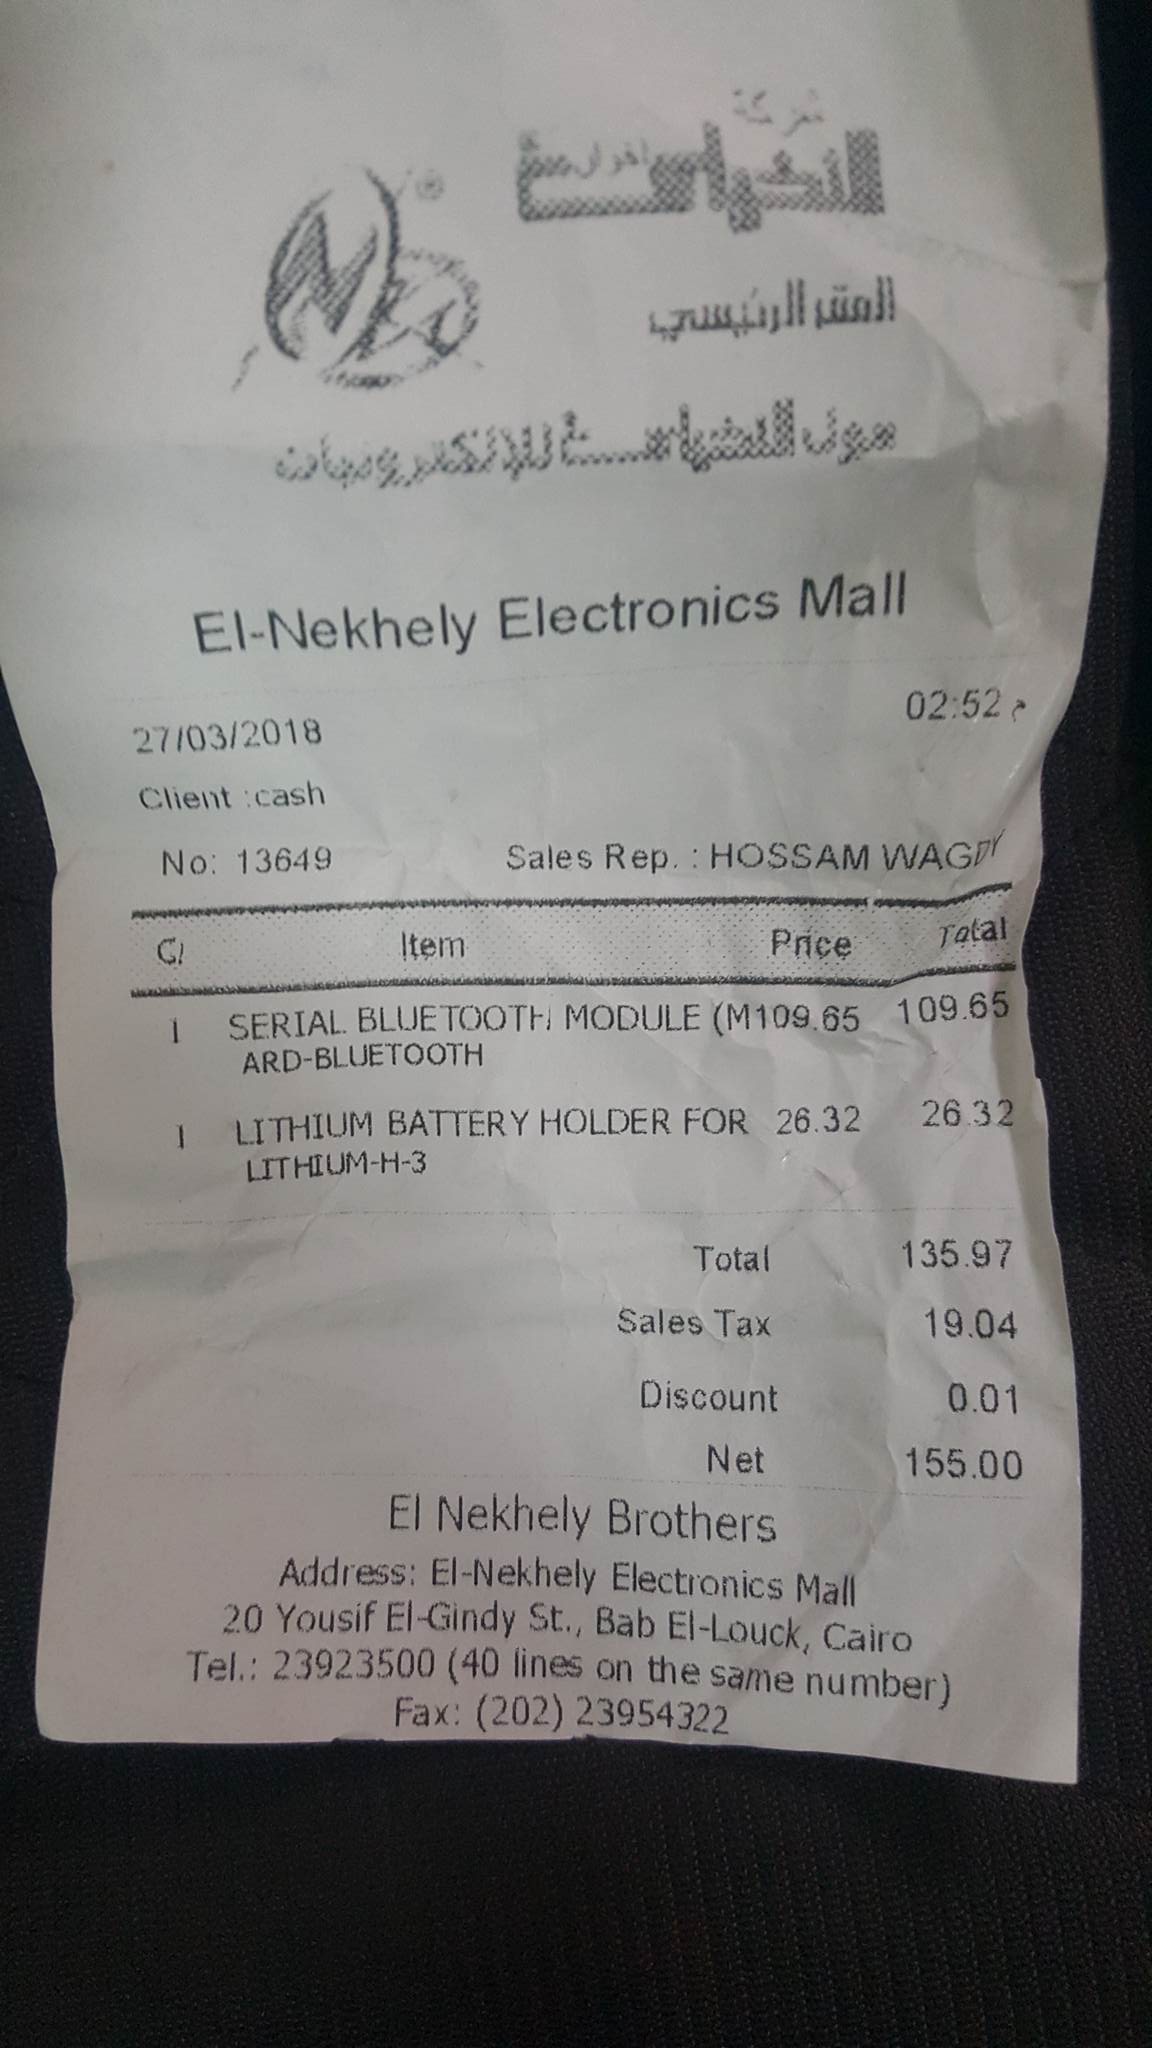 شركة
النخيلى اخوان
المقر الرئيسي
مول النخيلى للإلكترونيات
®
El-Nekhely Electronics Mall
27/03/2018 02:52 م
Client :cash
No: 13649 Sales Rep. : HOSSAM WAGDY
Item Price Total
1 SERIAL BLUETOOTH MODULE (M109.65 109.65
ARD-BLUETOOTH
1 LITHIUM BATTERY HOLDER FOR 26.32 26.32
LITHIUM-H-3
Total 135.97
Sales Tax 19.04
Discount 0.01
Net 155.00
El Nekhely Brothers
Address: El-Nekhely Electronics Mall
20 Yousif El-Gindy St., Bab El-Louck, Cairo
Tel.: 23923500 (40 lines on the same number)
Fax: (202) 23954322